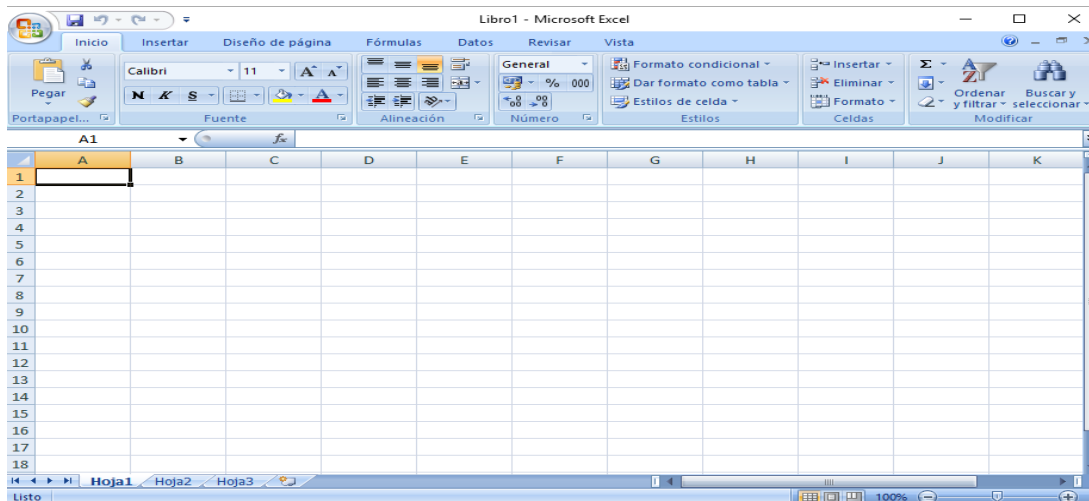 Libro1 - Microsoft Excel
Inicio Insertar Diseño de página Fórmulas Datos Revisar Vista
Calibri 11 General Formato condicional Insertar Σ
Pegar N K S A % 000 Dar formato como tabla Eliminar Ordenar y filtrar Buscar y seleccionar
Estilos de celda Formato
Portapapel... Fuente Alineación Número Estilos Celdas Modificar
A1 fx
A B C D E F G H I J K
1
2
3
4
5
6
7
8
9
10
11
12
13
14
15
16
17
18
Hoja1 Hoja2 Hoja3
Listo 100%